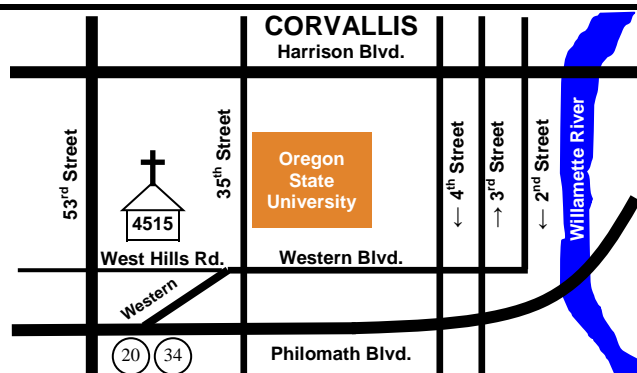 CORVALLIS
Harrison Blvd.
53rd Street
35th Street
Oregon
State
University
← 4th Street
→ 3rd Street
← 2nd Street
Willamette River
4515
West Hills Rd.
Western Blvd.
Western
20
34
Philomath Blvd.